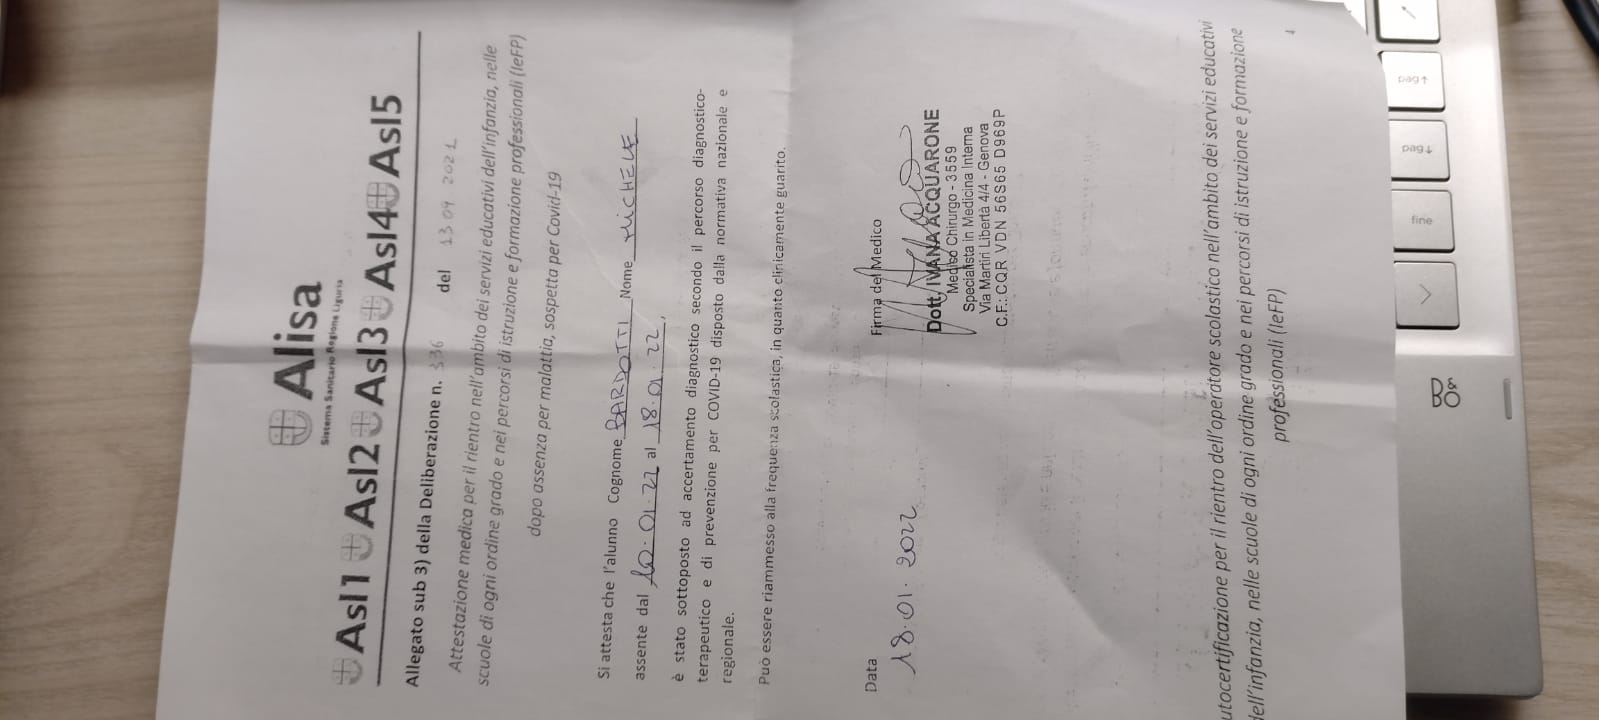 Alisa
Sistema Sanitario Regione Liguria
Asl1 Asl2 Asl3 Asl4 Asl5
Allegato sub 3) della Deliberazione n. 336 del 13 09 2021
Attestazione medica per il rientro nell'ambito dei servizi educativi dell'infanzia, nelle
scuole di ogni ordine grado e nei percorsi di istruzione e formazione professionali (IeFP)
dopo assenza per malattia, sospetta per Covid-19
Si attesta che l'alunno Cognome BARDOTTI Nome MICHELE
assente dal 10.01.22 al 18.01.22,
è stato sottoposto ad accertamento diagnostico secondo il percorso diagnostico-
terapeutico e di prevenzione per COVID-19 disposto dalla normativa nazionale e
regionale.
Può essere riammesso alla frequenza scolastica, in quanto clinicamente guarito.
Data
Firma del Medico
18.01.2022
Dott. IVANA ACQUARONE
Medico Chirurgo - 3559
Specialista in Medicina Interna
Via Martiri Libertà 4/4 - Genova
C.F.: CQR VDN 56S65 D969P
utocertificazione per il rientro dell'operatore scolastico nell'ambito dei servizi educativi
dell'infanzia, nelle scuole di ogni ordine grado e nei percorsi di istruzione e formazione
professionali (IeFP)
pag↑
pag↓
fine
B&O